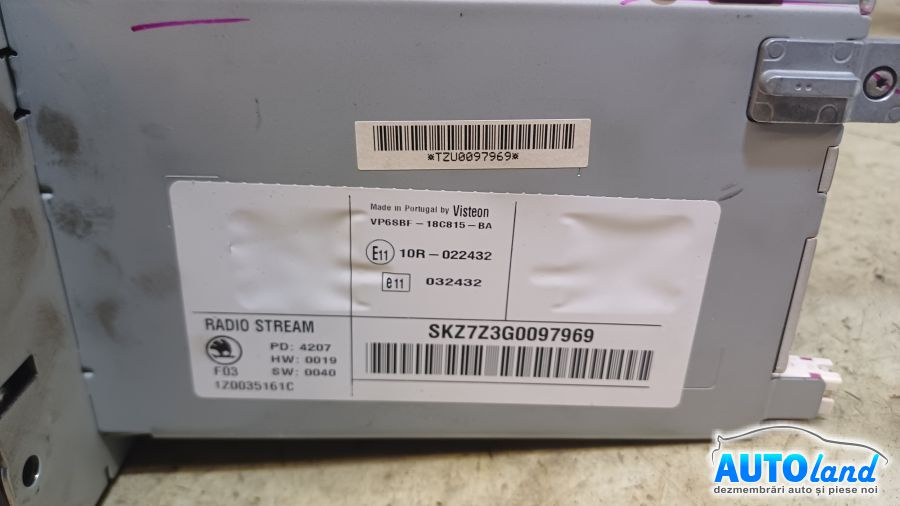 *TZU0097969*
Made in Portugal by Visteon
VP6SBF-18C815-BA
E11 10R-022432
e11 032432
RADIO STREAM
PD: 4207
HW: 0019
F03 SW: 0040
1Z0035161C
SKZ7Z3G0097969
AUTOland
dezmembrări auto și piese noi